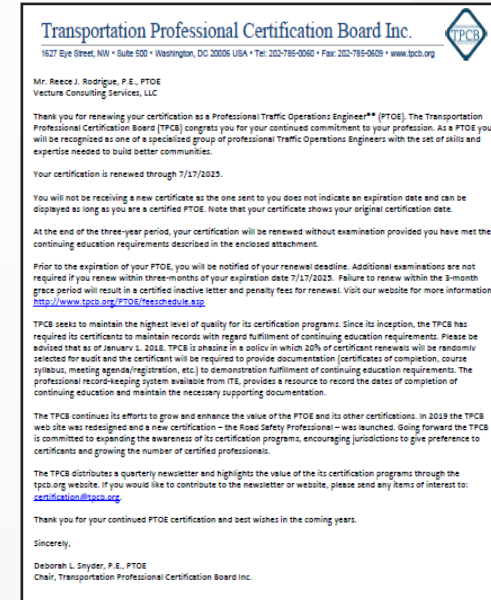 Transportation Professional Certification Board Inc.
TPCB
1627 Eye Street, NW • Suite 500 • Washington, DC 20006 USA • Tel: 202-785-0060 • Fax: 202-785-0609 • www.tpcb.org
Mr. Reece J. Rodrigue, P.E., PTOE
Vectura Consulting Services, LLC
Thank you for renewing your certification as a Professional Traffic Operations Engineer** (PTOE). The Transportation
Professional Certification Board (TPCB) congrats you for your continued commitment to your profession. As a PTOE you
will be recognized as one of a specialized group of professional Traffic Operations Engineers with the set of skills and
expertise needed to build better communities.
Your certification is renewed through 7/17/2025.
You will not be receiving a new certificate as the one sent to you does not indicate an expiration date and can be
displayed as long as you are a certified PTOE. Note that your certificate shows your original certification date.
At the end of the three-year period, your certification will be renewed without examination provided you have met the
continuing education requirements described in the enclosed attachment.
Prior to the expiration of your PTOE, you will be notified of your renewal deadline. Additional examinations are not
required if you renew within three-months of your expiration date 7/17/2025. Failure to renew within the 3-month
grace period will result in a certified inactive letter and penalty fees for renewal. Visit our website for more information
http://www.tpcb.org/PTOE/feeschedule.asp
TPCB seeks to maintain the highest level of quality for its certification programs. Since its inception, the TPCB has
required its certificants to maintain records with regard fulfillment of continuing education requirements. Please be
advised that as of January 1, 2018, TPCB is phasing in a policy in which 20% of certificant renewals will be randomly
selected for audit and the certificant will be required to provide documentation (certificates of completion, course
syllabus, meeting agenda/registration, etc.) to demonstration fulfillment of continuing education requirements. The
professional record-keeping system available from ITE, provides a resource to record the dates of completion of
continuing education and maintain the necessary supporting documentation.
The TPCB continues its efforts to grow and enhance the value of the PTOE and its other certifications. In 2019 the TPCB
web site was redesigned and a new certification – the Road Safety Professional – was launched. Going forward the TPCB
is committed to expanding the awareness of its certification programs, encouraging jurisdictions to give preference to
certificants and growing the number of certified professionals.
The TPCB distributes a quarterly newsletter and highlights the value of the its certification programs through the
tpcb.org website. If you would like to contribute to the newsletter or website, please send any items of interest to:
certification@tpcb.org.
Thank you for your continued PTOE certification and best wishes in the coming years.
Sincerely,
Deborah L. Snyder, P.E., PTOE
Chair, Transportation Professional Certification Board Inc.